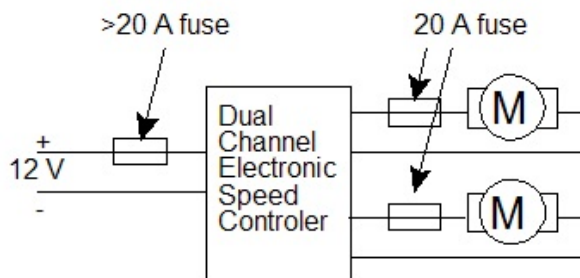 >20 A fuse
20 A fuse
+
12 V
-
Dual
Channel
Electronic
Speed
Controler
M
M